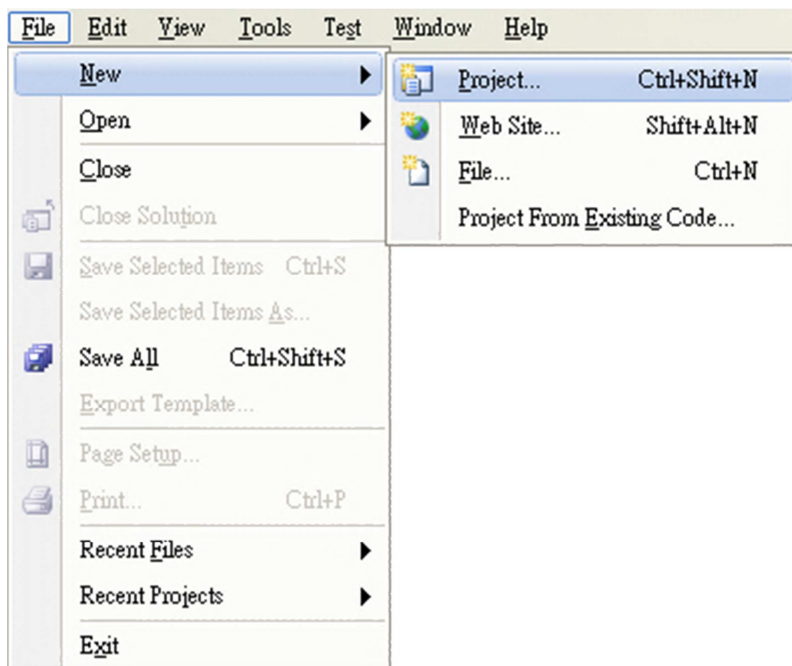 File Edit View Tools Test Window Help
New
Open
Close
Close Solution
Save Selected Items Ctrl+S
Save Selected Items As...
Save All Ctrl+Shift+S
Export Template...
Page Setup...
Print... Ctrl+P
Recent Files
Recent Projects
Exit
Project... Ctrl+Shift+N
Web Site... Shift+Alt+N
File... Ctrl+N
Project From Existing Code...